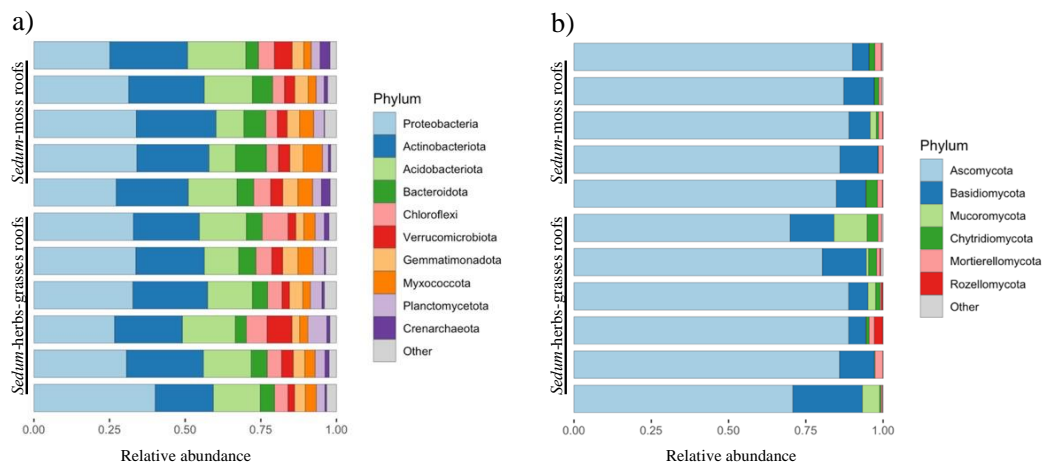 a)
Sedum-moss roofs
Sedum-herbs-grasses roofs
0.00 0.25 0.50 0.75 1.00
Relative abundance
Phylum
Proteobacteria
Actinobacteriota
Acidobacteriota
Bacteroidota
Chloroflexi
Verrucomicrobiota
Gemmatimonadota
Myxococcota
Planctomycetota
Crenarchaeota
Other
b)
Sedum-moss roofs
Sedum-herbs-grasses roofs
0.00 0.25 0.50 0.75 1.00
Relative abundance
Phylum
Ascomycota
Basidiomycota
Mucoromycota
Chytridiomycota
Mortierellomycota
Rozellomycota
Other